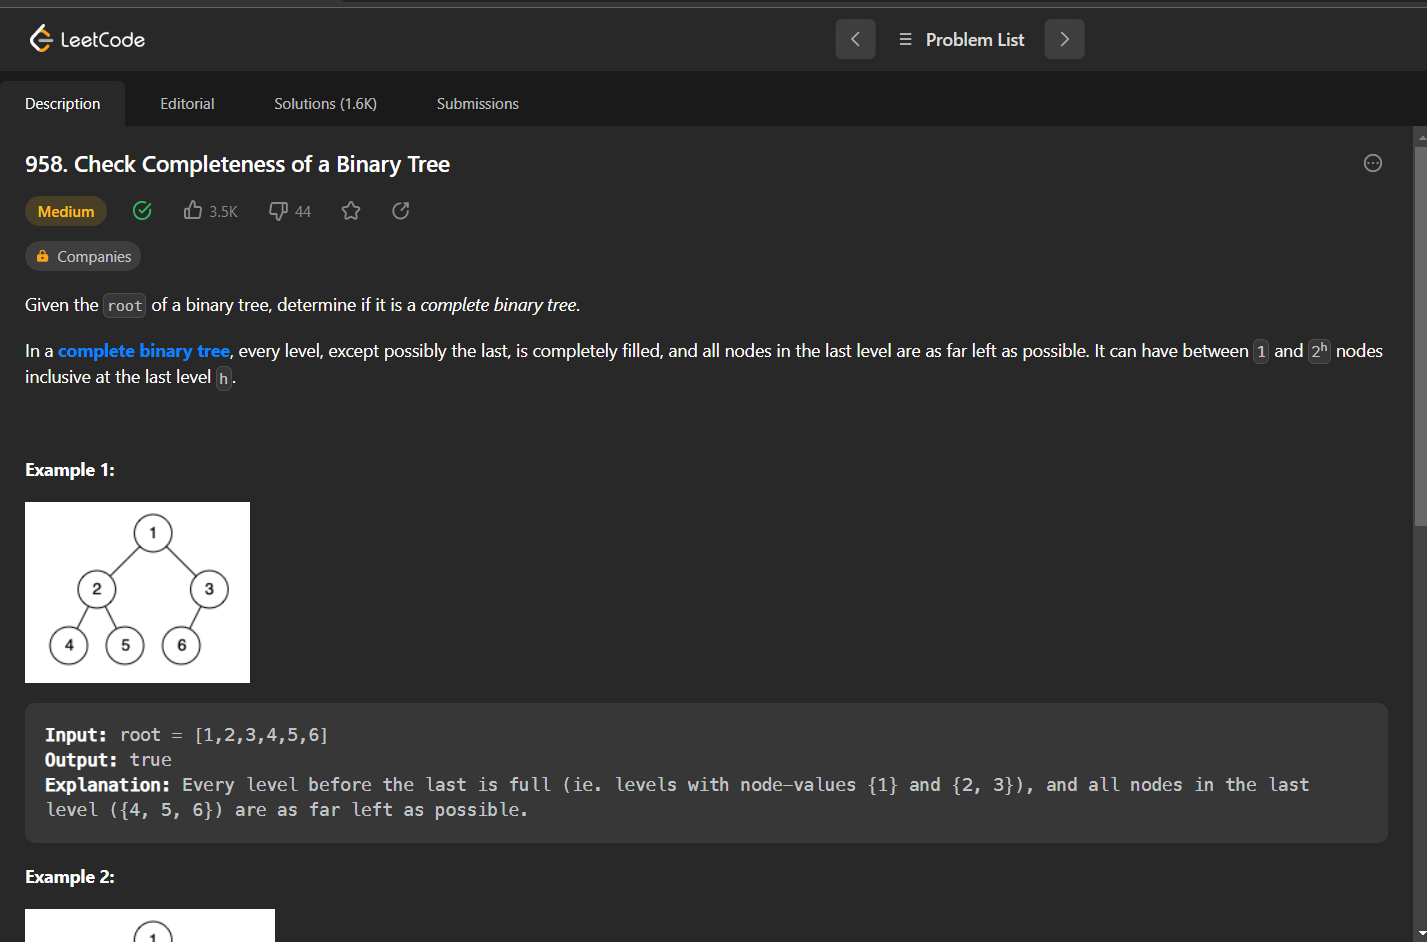 LeetCode
Problem List
Description Editorial Solutions (1.6K) Submissions
958. Check Completeness of a Binary Tree
Medium 3.5K 44
Companies
Given the root of a binary tree, determine if it is a complete binary tree.
In a complete binary tree, every level, except possibly the last, is completely filled, and all nodes in the last level are as far left as possible. It can have between 1 and 2ʰ nodes
inclusive at the last level h.
Example 1:
1
2 3
4 5 6
Input: root = [1,2,3,4,5,6]
Output: true
Explanation: Every level before the last is full (ie. levels with node-values {1} and {2, 3}), and all nodes in the last
level ({4, 5, 6}) are as far left as possible.
Example 2:
1